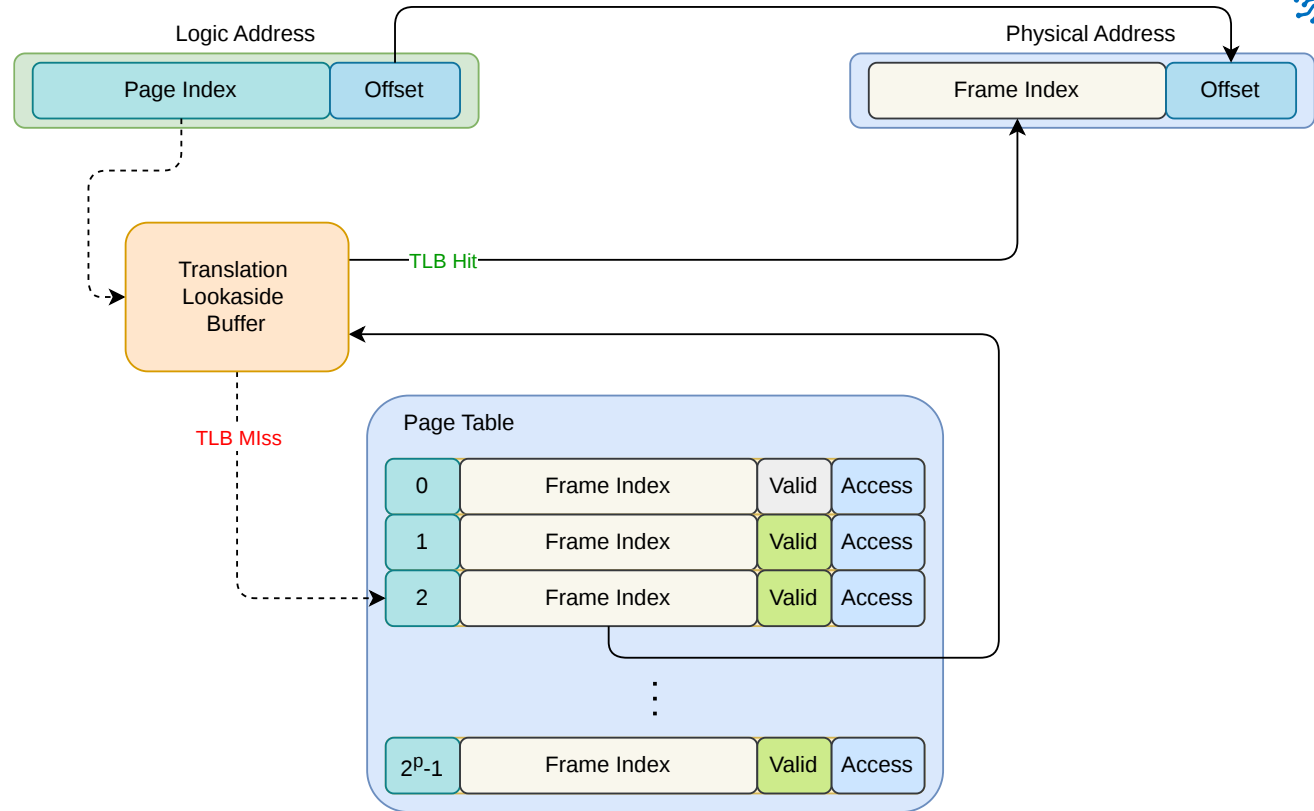 Logic Address
Physical Address
Page Index
Offset
Frame Index
Offset
Translation
Lookaside
Buffer
TLB Hit
TLB MIss
Page Table
0
Frame Index
Valid
Access
1
Frame Index
Valid
Access
2
Frame Index
Valid
Access
⋮
2ᵖ-1
Frame Index
Valid
Access